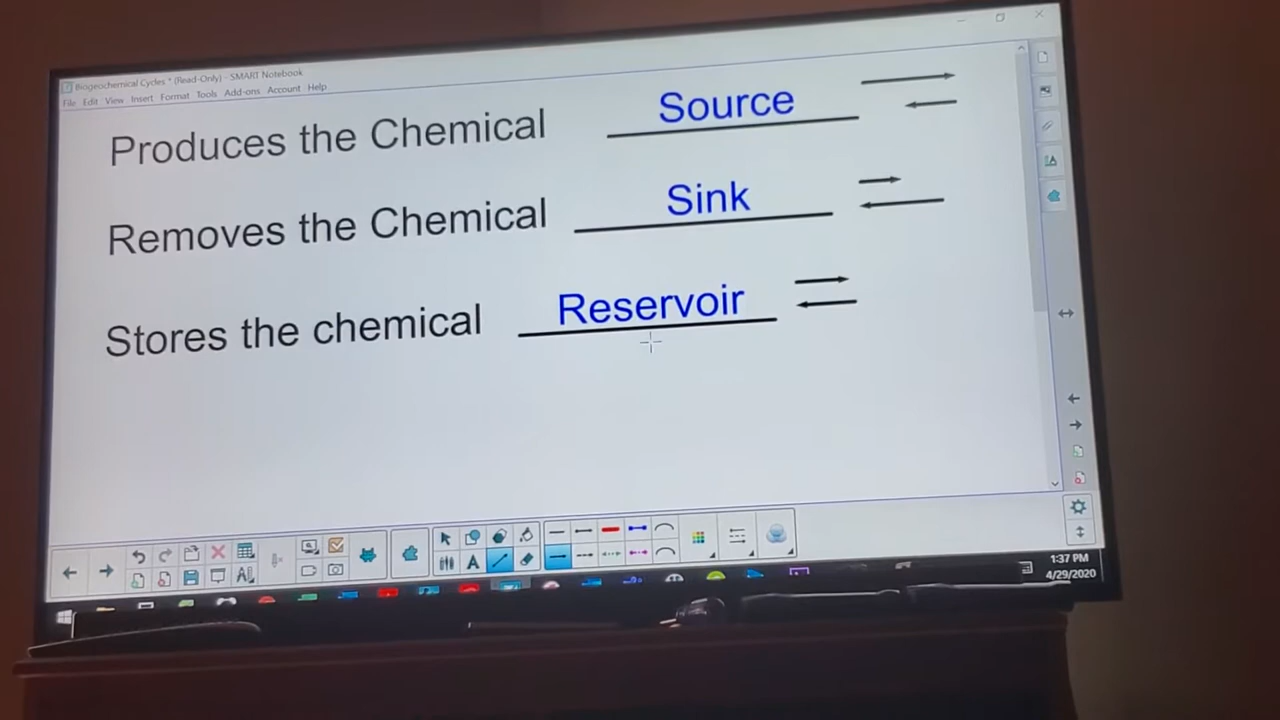 Biogeochemical Cycles * (Read-Only) - SMART Notebook
File Edit View Insert Format Tools Add-ons Account Help
Produces the Chemical Source
Removes the Chemical Sink
Stores the chemical Reservoir
1:37 PM
4/29/2020